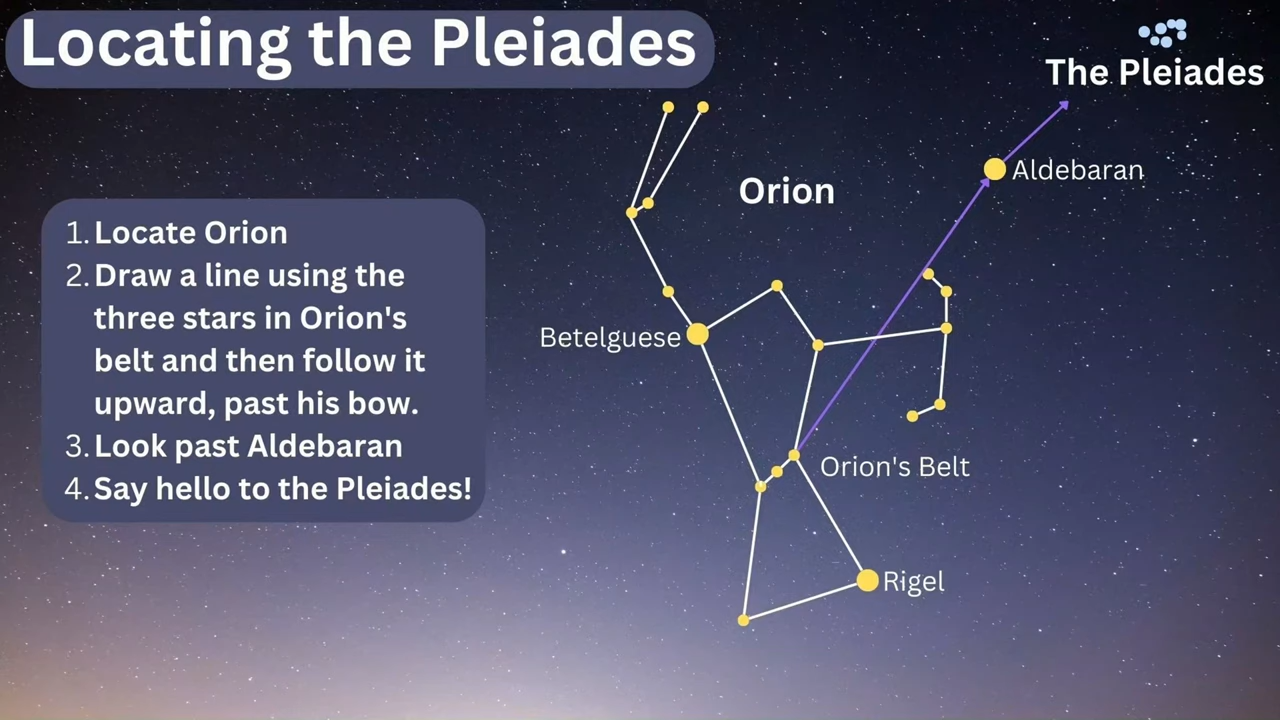 Locating the Pleiades
The Pleiades
Aldebaran
Orion
1. Locate Orion
2. Draw a line using the
three stars in Orion's
belt and then follow it
upward, past his bow.
3. Look past Aldebaran
4. Say hello to the Pleiades!
Betelguese
Orion's Belt
Rigel